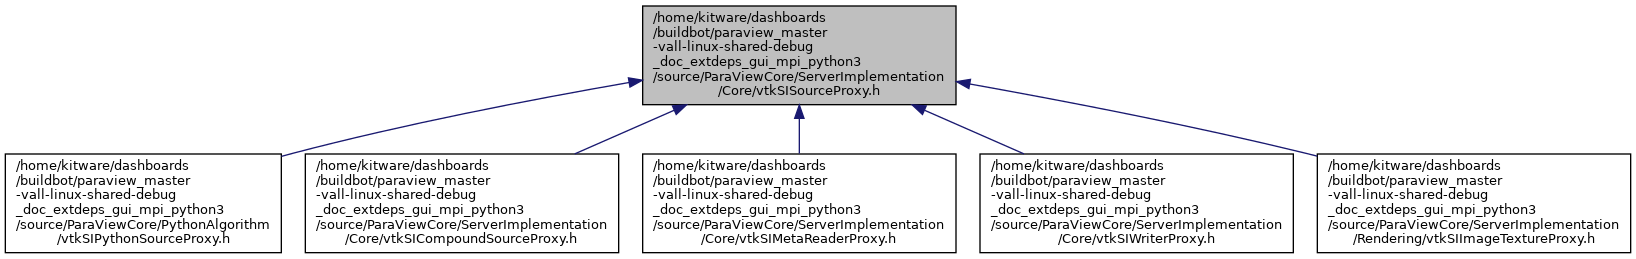 /home/kitware/dashboards
/buildbot/paraview_master
-vall-linux-shared-debug
_doc_extdeps_gui_mpi_python3
/source/ParaViewCore/ServerImplementation
/Core/vtkSISourceProxy.h
/home/kitware/dashboards
/buildbot/paraview_master
-vall-linux-shared-debug
_doc_extdeps_gui_mpi_python3
/source/ParaViewCore/PythonAlgorithm
/vtkSIPythonSourceProxy.h
/home/kitware/dashboards
/buildbot/paraview_master
-vall-linux-shared-debug
_doc_extdeps_gui_mpi_python3
/source/ParaViewCore/ServerImplementation
/Core/vtkSICompoundSourceProxy.h
/home/kitware/dashboards
/buildbot/paraview_master
-vall-linux-shared-debug
_doc_extdeps_gui_mpi_python3
/source/ParaViewCore/ServerImplementation
/Core/vtkSIMetaReaderProxy.h
/home/kitware/dashboards
/buildbot/paraview_master
-vall-linux-shared-debug
_doc_extdeps_gui_mpi_python3
/source/ParaViewCore/ServerImplementation
/Core/vtkSIWriterProxy.h
/home/kitware/dashboards
/buildbot/paraview_master
-vall-linux-shared-debug
_doc_extdeps_gui_mpi_python3
/source/ParaViewCore/ServerImplementation
/Rendering/vtkSIImageTextureProxy.h